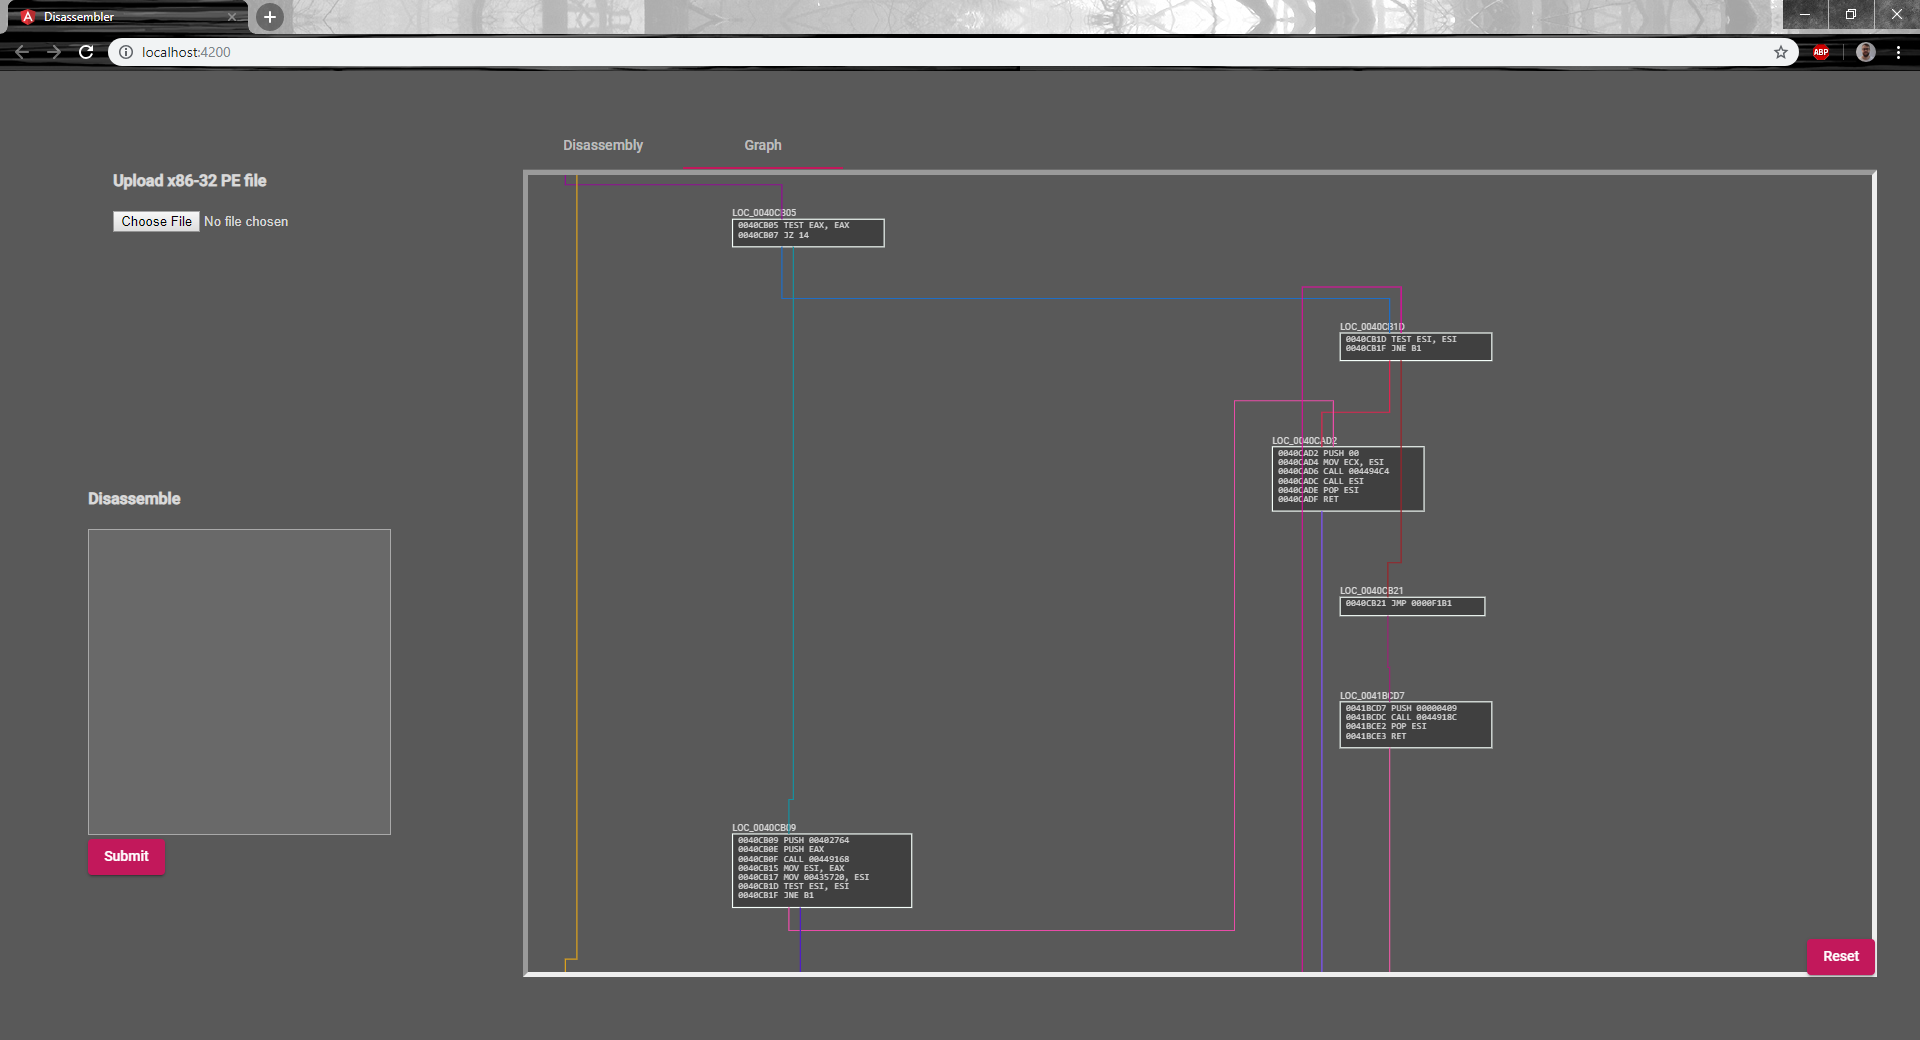 Disassembler
localhost:4200
ABP
Disassembly
Graph
Upload x86-32 PE file
Choose File No file chosen
LOC_0040CB05
0040CB05 TEST EAX, EAX
0040CB07 JZ 14
LOC_0040CB1D
0040CB1D TEST ESI, ESI
0040CB1F JNE B1
LOC_0040CAD2
0040CAD2 PUSH 00
0040CAD4 MOV ECX, ESI
0040CAD6 CALL 004494C4
0040CADC CALL ESI
0040CADE POP ESI
0040CADF RET
Disassemble
LOC_0040CB21
0040CB21 JMP 0000F1B1
LOC_0041BCD7
0041BCD7 PUSH 00000409
0041BCDC CALL 0044918C
0041BCE2 POP ESI
0041BCE3 RET
LOC_0040CB09
0040CB09 PUSH 00402764
0040CB0E PUSH EAX
0040CB0F CALL 00449168
0040CB15 MOV ESI, EAX
0040CB17 MOV 00435720, ESI
0040CB1D TEST ESI, ESI
0040CB1F JNE B1
Submit
Reset